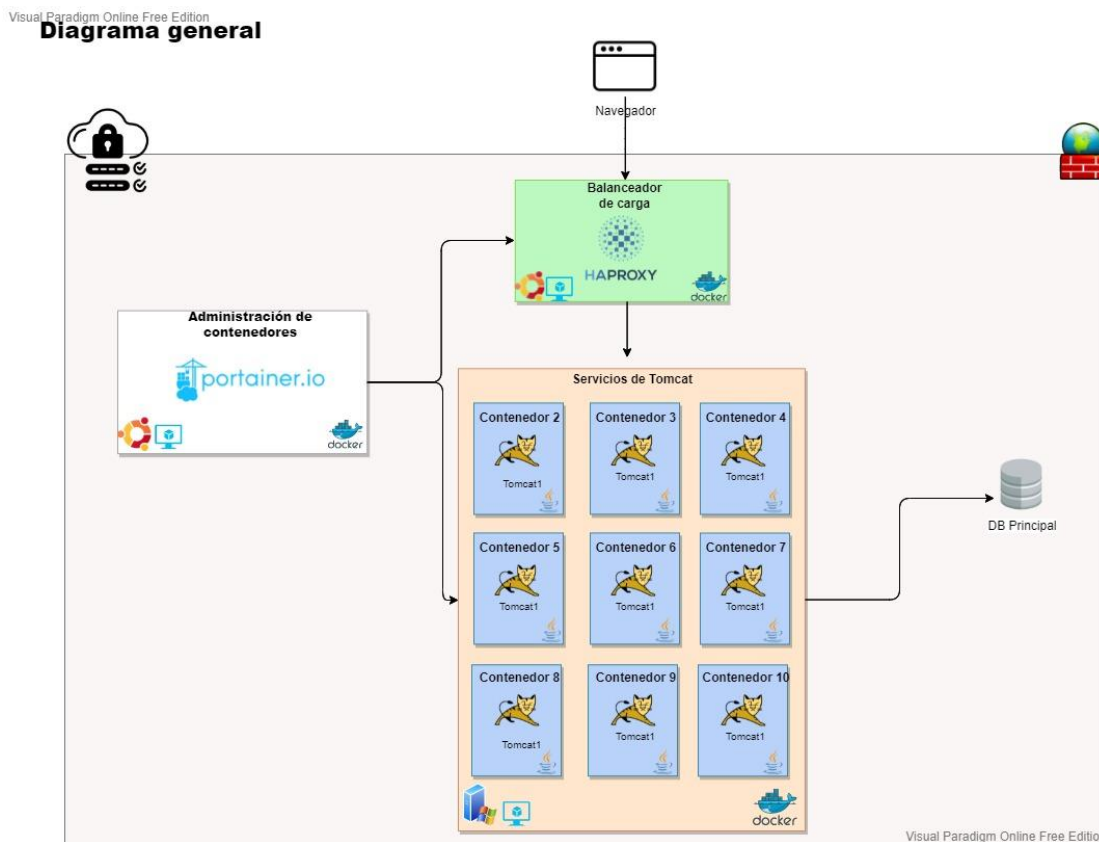 Visual Paradigm Online Free Edition
Diagrama general
Navegador
Balanceador
de carga
HAPROXY
docker
Administración de
contenedores
portainer.io
docker
Servicios de Tomcat
Contenedor 2
Contenedor 3
Contenedor 4
Tomcat1
Tomcat1
Tomcat1
Contenedor 5
Contenedor 6
Contenedor 7
Tomcat1
Tomcat1
Tomcat1
Contenedor 8
Contenedor 9
Contenedor 10
Tomcat1
Tomcat1
Tomcat1
docker
DB Principal
Visual Paradigm Online Free Editio